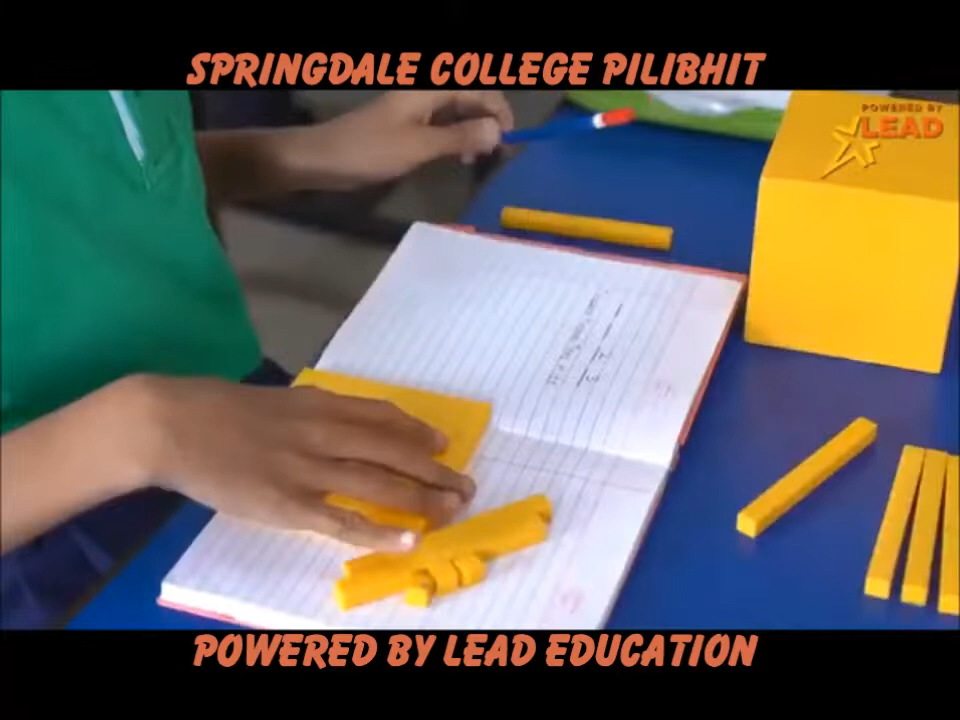 SPRINGDALE COLLEGE PILIBHIT
POWERED BY
LEAD
POWERED BY LEAD EDUCATION